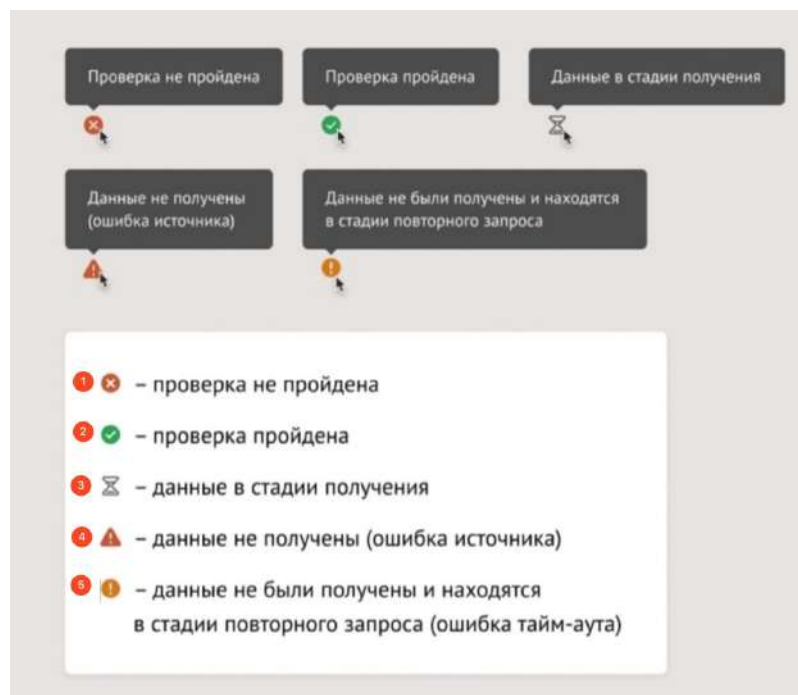 Проверка не пройдена
Проверка пройдена
Данные в стадии получения
Данные не получены
(ошибка источника)
Данные не были получены и находятся
в стадии повторного запроса
1 – проверка не пройдена
2 – проверка пройдена
3 – данные в стадии получения
4 – данные не получены (ошибка источника)
5 – данные не были получены и находятся
в стадии повторного запроса (ошибка тайм-аута)